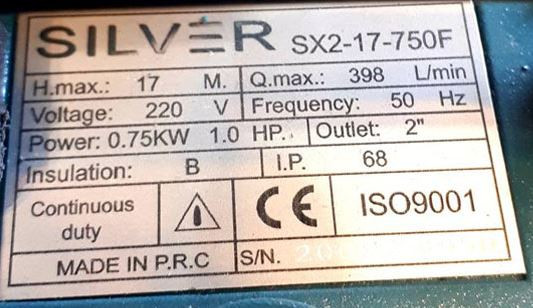 SILVER SX2-17-750F
H.max.: 17 M. Q.max.: 398 L/min
Voltage: 220 V Frequency: 50 Hz
Power: 0.75KW 1.0 HP. Outlet: 2"
Insulation: B I.P. 68
Continuous duty CE ISO9001
MADE IN P.R.C S/N.